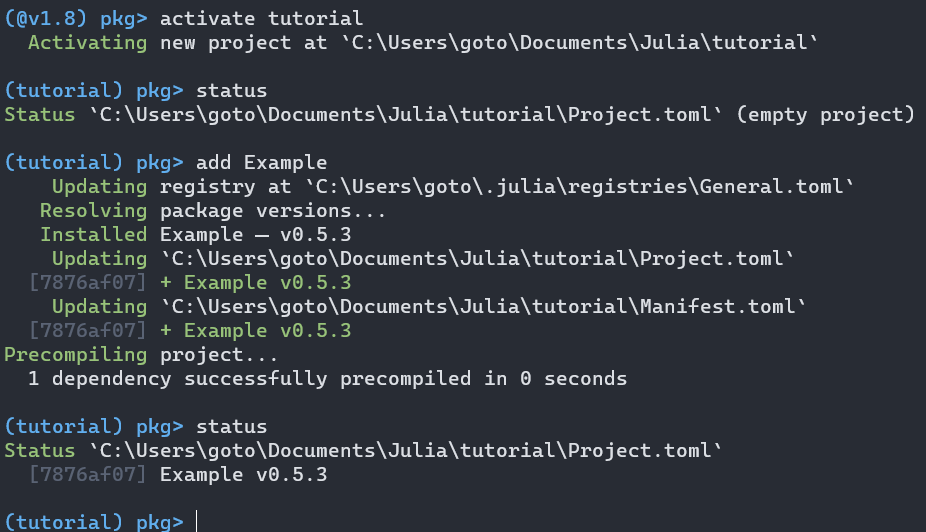 (@v1.8) pkg> activate tutorial
  Activating new project at `C:\Users\goto\Documents\Julia\tutorial`
(tutorial) pkg> status
Status `C:\Users\goto\Documents\Julia\tutorial\Project.toml` (empty project)
(tutorial) pkg> add Example
    Updating registry at `C:\Users\goto\.julia\registries\General.toml`
   Resolving package versions...
   Installed Example ─ v0.5.3
    Updating `C:\Users\goto\Documents\Julia\tutorial\Project.toml`
  [7876af07] + Example v0.5.3
    Updating `C:\Users\goto\Documents\Julia\tutorial\Manifest.toml`
  [7876af07] + Example v0.5.3
Precompiling project...
  1 dependency successfully precompiled in 0 seconds
(tutorial) pkg> status
Status `C:\Users\goto\Documents\Julia\tutorial\Project.toml`
  [7876af07] Example v0.5.3
(tutorial) pkg>